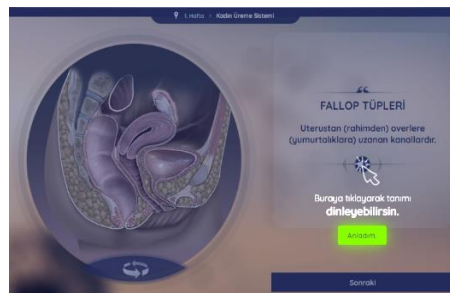 1. Hafta > Kadın Üreme Sistemi
FALLOP TÜPLERİ
Uterustan (rahimden) overlere
(yumurtalıklara) uzanan kanallardır.
Buraya tıklayarak tanımı
dinleyebilirsin.
Anladım
Sonraki